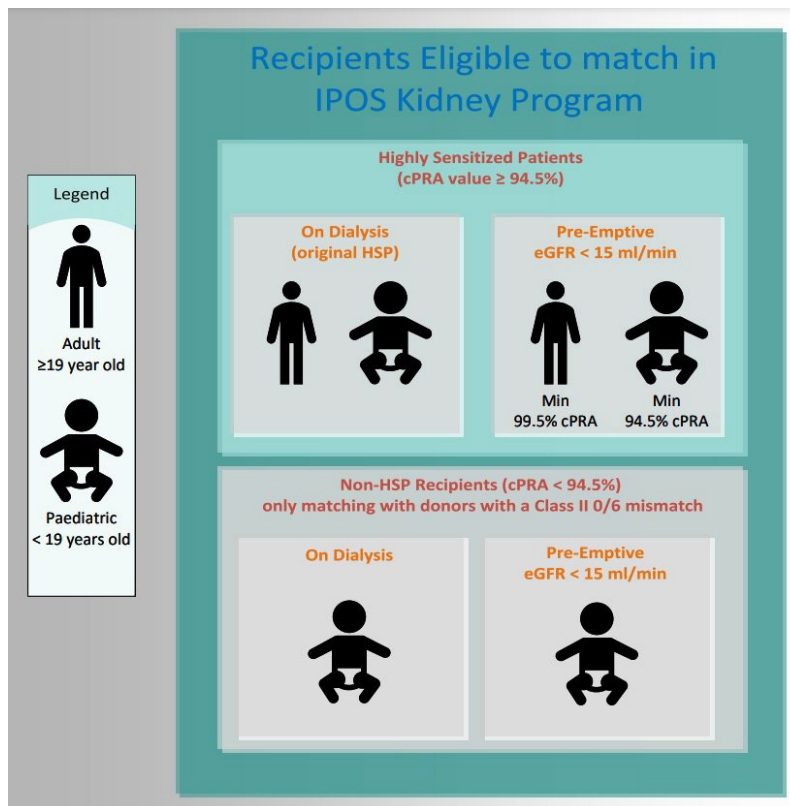 Recipients Eligible to match in
IPOS Kidney Program
Legend
Adult
≥19 year old
Paediatric
< 19 years old
Highly Sensitized Patients
(cPRA value ≥ 94.5%)
On Dialysis
(original HSP)
Pre-Emptive
eGFR < 15 ml/min
Min
99.5% cPRA
Min
94.5% cPRA
Non-HSP Recipients (cPRA < 94.5%)
only matching with donors with a Class II 0/6 mismatch
On Dialysis
Pre-Emptive
eGFR < 15 ml/min